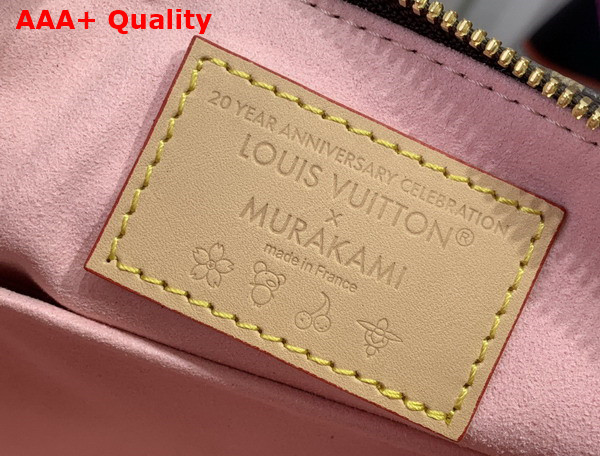 AAA+ Quality
20 YEAR ANNIVERSARY CELEBRATION
LOUIS VUITTON®
×
MURAKAMI
made in France